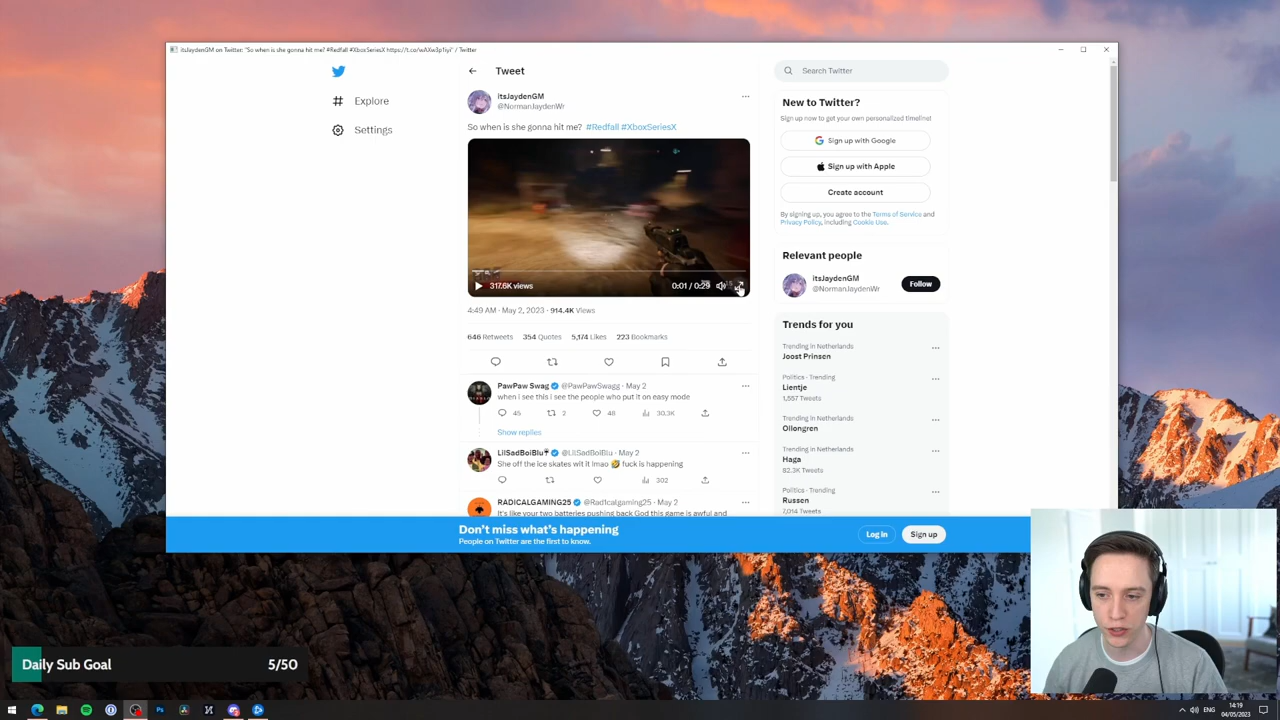 itsJaydenGM on Twitter: "So when is she gonna hit me? #Redfall #XboxSeriesX https://t.co/wAXw3p1iyi" / Twitter
Explore
Settings
Tweet
itsJaydenGM
@NormanJaydenWr
So when is she gonna hit me? #Redfall #XboxSeriesX
317.6K views
0:01 / 0:29
4:49 AM · May 2, 2023 · 914.4K Views
646 Retweets 354 Quotes 5,174 Likes 223 Bookmarks
PawPaw Swag @PawPawSwagg · May 2
when i see this i see the people who put it on easy mode
45 2 48 30.3K
Show replies
LilSadBoiBlu @LilSadBoiBlu · May 2
She off the ice skates wit it lmao 🤣 fuck is happening
302
RADICALGAMING25 @Rad1calgaming25 · May 2
It's like your two batteries pushing back God this game is awful and
Search Twitter
New to Twitter?
Sign up now to get your own personalized timeline!
Sign up with Google
Sign up with Apple
Create account
By signing up, you agree to the Terms of Service and
Privacy Policy, including Cookie Use.
Relevant people
itsJaydenGM
@NormanJaydenWr
Follow
Trends for you
Trending in Netherlands
Joost Prinsen
Politics · Trending
Lientje
1,557 Tweets
Trending in Netherlands
Ollongren
Trending in Netherlands
Haga
82.3K Tweets
Politics · Trending
Russen
7,014 Tweets
Don't miss what's happening
People on Twitter are the first to know.
Log in
Sign up
Daily Sub Goal 5/50
ENG
14:19
04/05/2023